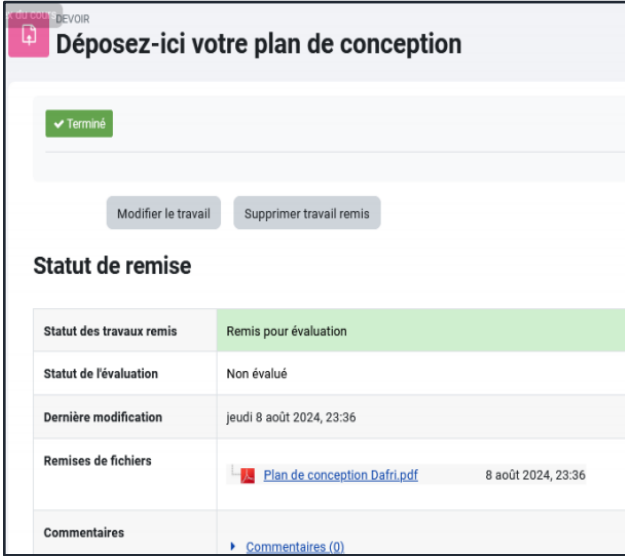 DEVOIR
Déposez-ici votre plan de conception
Terminé
Modifier le travail
Supprimer travail remis
Statut de remise
Statut des travaux remis Remis pour évaluation
Statut de l'évaluation Non évalué
Dernière modification jeudi 8 août 2024, 23:36
Remises de fichiers
Plan de conception Dafri.pdf 8 août 2024, 23:36
Commentaires
Commentaires (0)